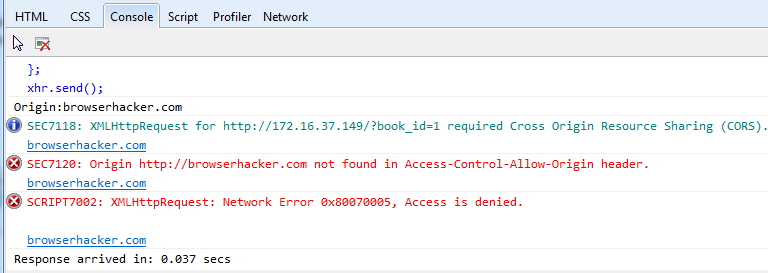 HTML CSS Console Script Profiler Network
};
xhr.send();
Origin:browserhacker.com
SEC7118: XMLHttpRequest for http://172.16.37.149/?book_id=1 required Cross Origin Resource Sharing (CORS).
browserhacker.com
SEC7120: Origin http://browserhacker.com not found in Access-Control-Allow-Origin header.
browserhacker.com
SCRIPT7002: XMLHttpRequest: Network Error 0x80070005, Access is denied.
browserhacker.com
Response arrived in: 0.037 secs